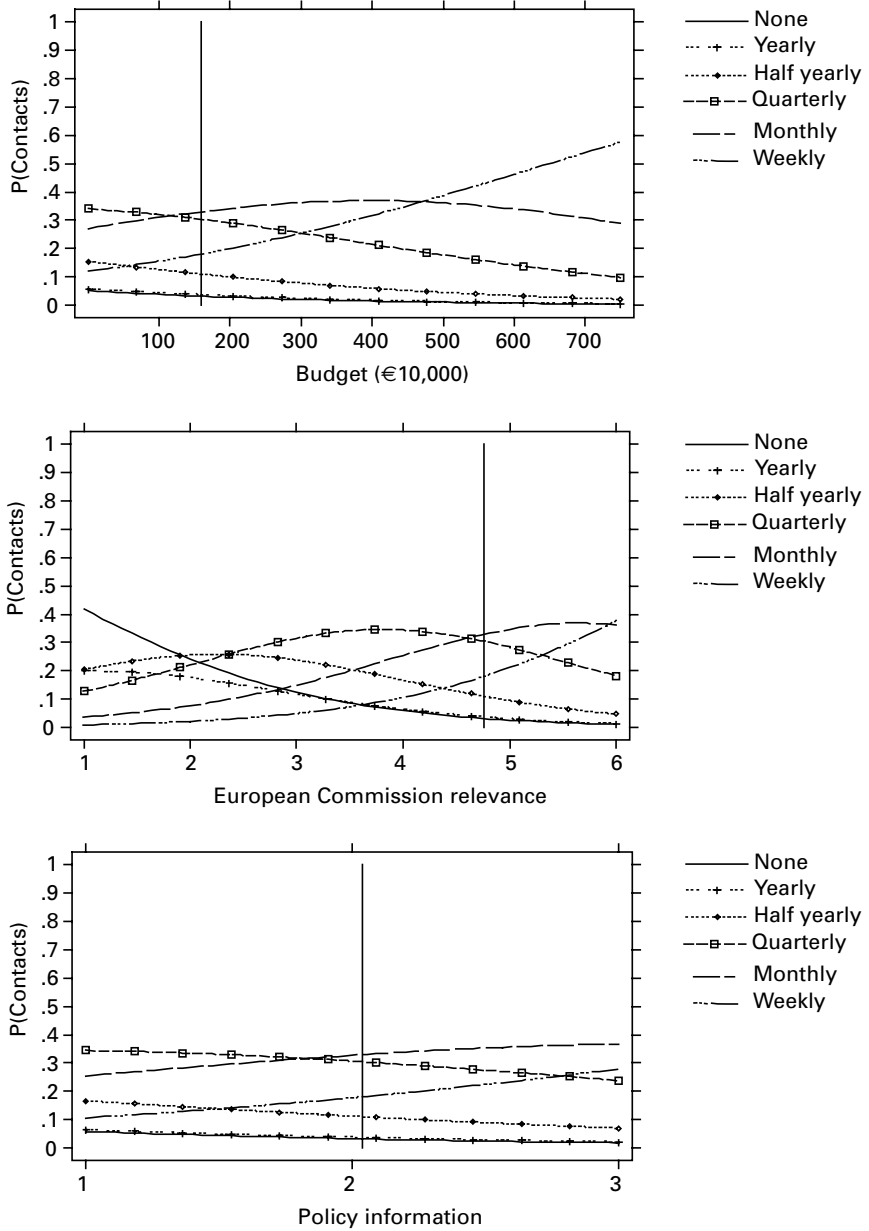 1
.9
.8
.7
.6
.5
.4
.3
.2
.1
0
P(Contacts)
100 200 300 400 500 600 700
Budget (€10,000)
None
Yearly
Half yearly
Quarterly
Monthly
Weekly
1
.9
.8
.7
.6
.5
.4
.3
.2
.1
0
P(Contacts)
1 2 3 4 5 6
European Commission relevance
None
Yearly
Half yearly
Quarterly
Monthly
Weekly
1
.9
.8
.7
.6
.5
.4
.3
.2
.1
0
P(Contacts)
1 2 3
Policy information
None
Yearly
Half yearly
Quarterly
Monthly
Weekly